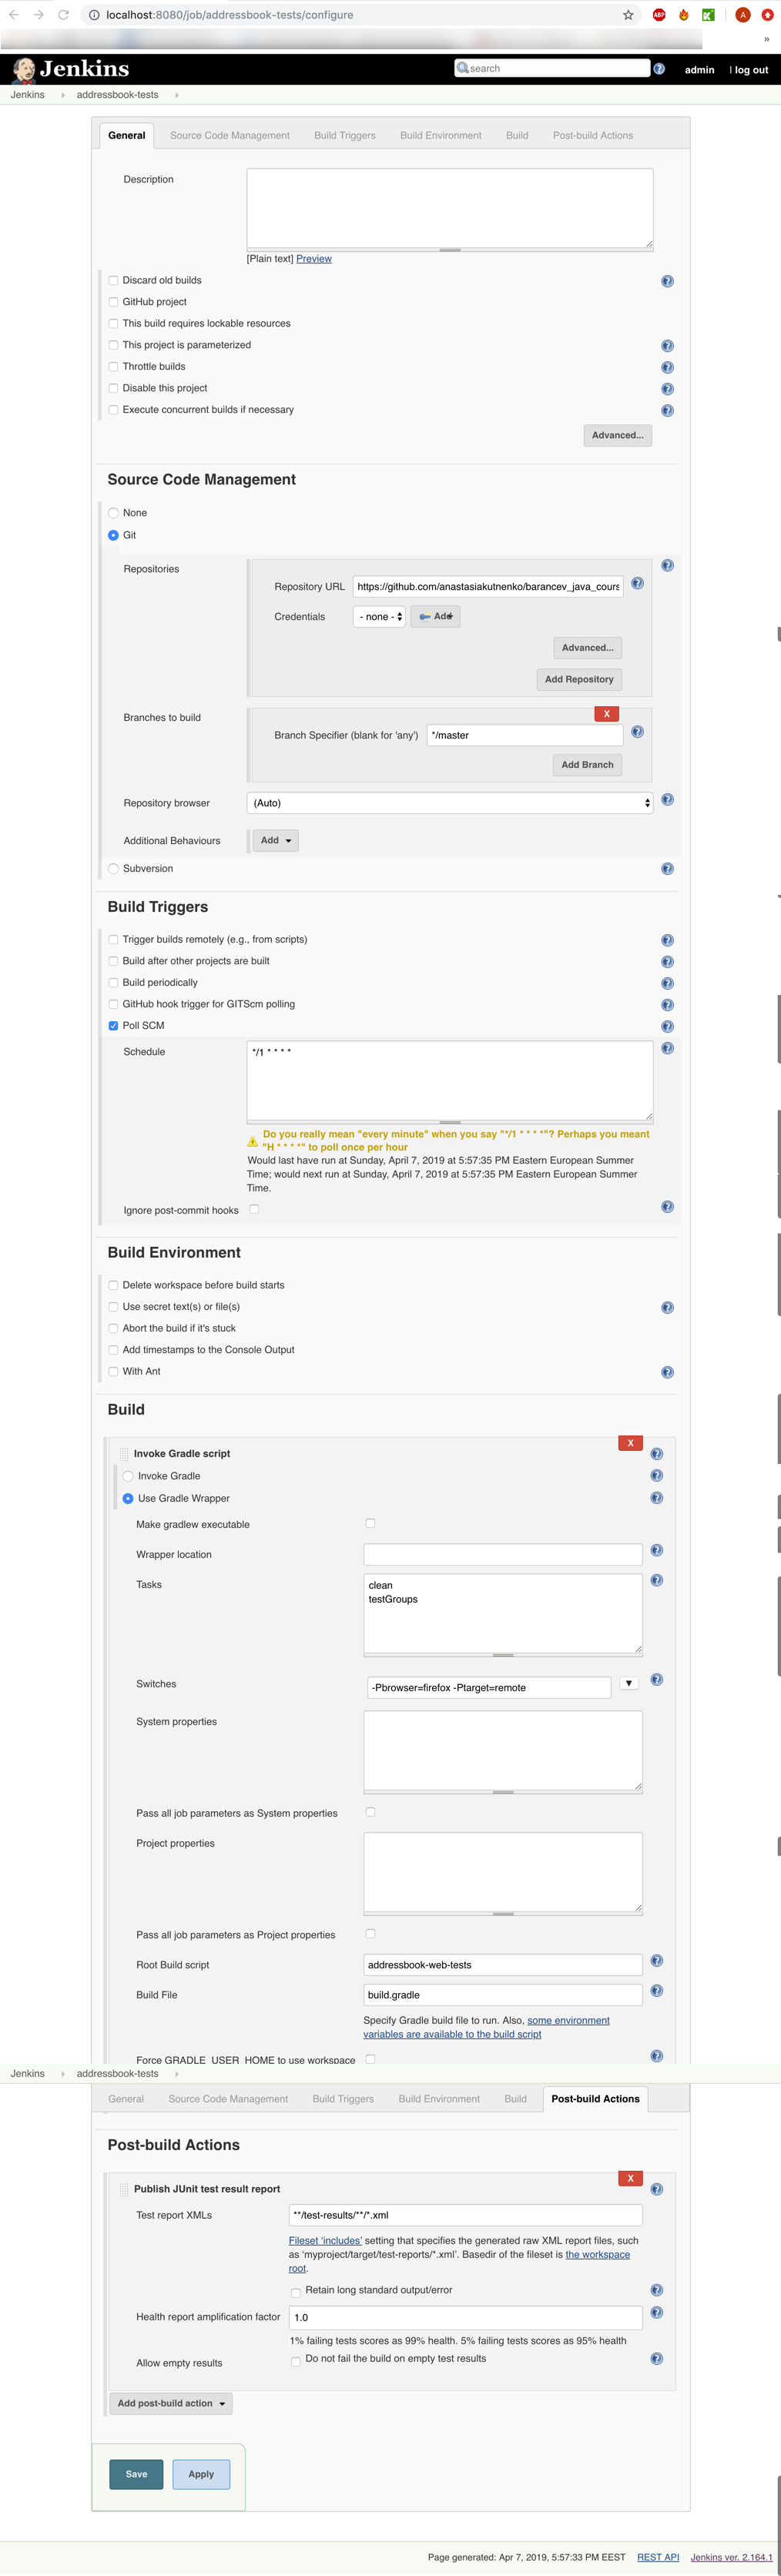 localhost:8080/job/addressbook-tests/configure
ABP
A
»
Jenkins
search
admin
| log out
Jenkins
addressbook-tests
General
Source Code Management
Build Triggers
Build Environment
Build
Post-build Actions
Description
[Plain text] Preview
Discard old builds
GitHub project
This build requires lockable resources
This project is parameterized
Throttle builds
Disable this project
Execute concurrent builds if necessary
Advanced...
Source Code Management
None
Git
Repositories
Repository URL
https://github.com/anastasiakutnenko/barancev_java_cours
Credentials
- none -
Add
Advanced...
Add Repository
Branches to build
X
Branch Specifier (blank for 'any')
*/master
Add Branch
Repository browser
(Auto)
Additional Behaviours
Add
Subversion
Build Triggers
Trigger builds remotely (e.g., from scripts)
Build after other projects are built
Build periodically
GitHub hook trigger for GITScm polling
Poll SCM
Schedule
*/1 * * * *
Do you really mean "every minute" when you say "*/1 * * * *"? Perhaps you meant
"H * * * *" to poll once per hour
Would last have run at Sunday, April 7, 2019 at 5:57:35 PM Eastern European Summer
Time; would next run at Sunday, April 7, 2019 at 5:57:35 PM Eastern European Summer
Time.
Ignore post-commit hooks
Build Environment
Delete workspace before build starts
Use secret text(s) or file(s)
Abort the build if it's stuck
Add timestamps to the Console Output
With Ant
Build
X
Invoke Gradle script
Invoke Gradle
Use Gradle Wrapper
Make gradlew executable
Wrapper location
Tasks
clean
testGroups
Switches
-Pbrowser=firefox -Ptarget=remote
System properties
Pass all job parameters as System properties
Project properties
Pass all job parameters as Project properties
Root Build script
addressbook-web-tests
Build File
build.gradle
Specify Gradle build file to run. Also, some environment
variables are available to the build script
Force GRADLE_USER_HOME to use workspace
Jenkins
addressbook-tests
General
Source Code Management
Build Triggers
Build Environment
Build
Post-build Actions
Post-build Actions
X
Publish JUnit test result report
Test report XMLs
**/test-results/**/*.xml
Fileset 'includes' setting that specifies the generated raw XML report files, such
as 'myproject/target/test-reports/*.xml'. Basedir of the fileset is the workspace
root.
Retain long standard output/error
Health report amplification factor
1.0
1% failing tests scores as 99% health. 5% failing tests scores as 95% health
Allow empty results
Do not fail the build on empty test results
Add post-build action
Save
Apply
Page generated: Apr 7, 2019, 5:57:33 PM EEST
REST API
Jenkins ver. 2.164.1